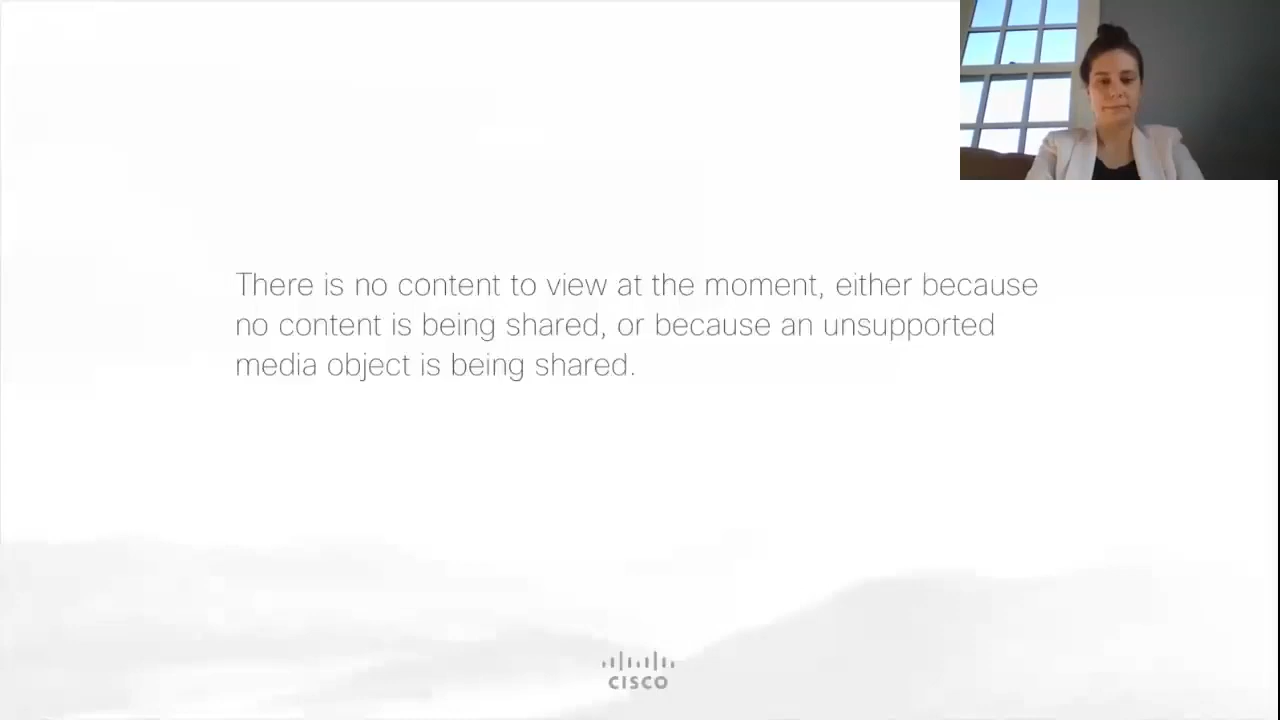 There is no content to view at the moment, either because
no content is being shared, or because an unsupported
media object is being shared.
CISCO